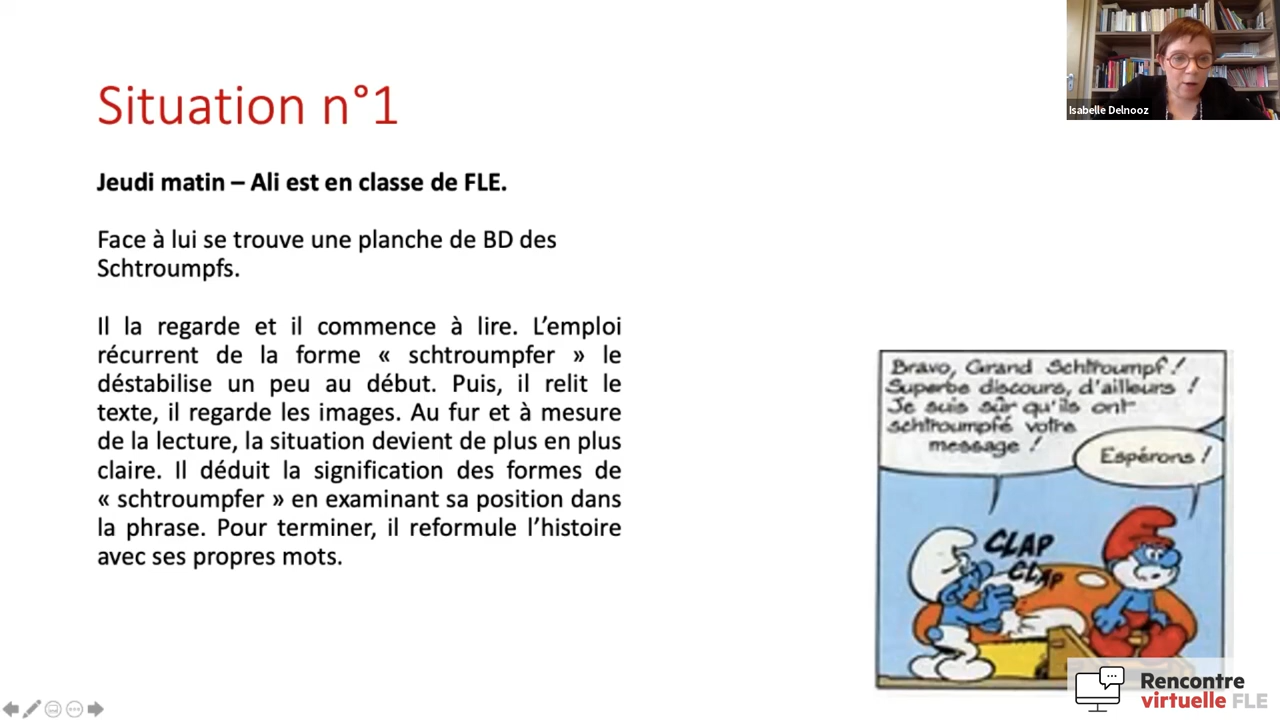 Situation n°1
Jeudi matin – Ali est en classe de FLE.
Face à lui se trouve une planche de BD des
Schtroumpfs.
Il la regarde et il commence à lire. L’emploi
récurrent de la forme « schtroumpfer » le
déstabilise un peu au début. Puis, il relit le
texte, il regarde les images. Au fur et à mesure
de la lecture, la situation devient de plus en plus
claire. Il déduit la signification des formes de
« schtroumpfer » en examinant sa position dans
la phrase. Pour terminer, il reformule l’histoire
avec ses propres mots.
Isabelle Delnooz
Bravo, Grand Schtroumpf !
Superbe discours, d'ailleurs !
Je suis sûr qu'ils ont
schtroumpfé votre
message !
Espérons !
CLAP
CLAP
Rencontre
virtuelle FLE